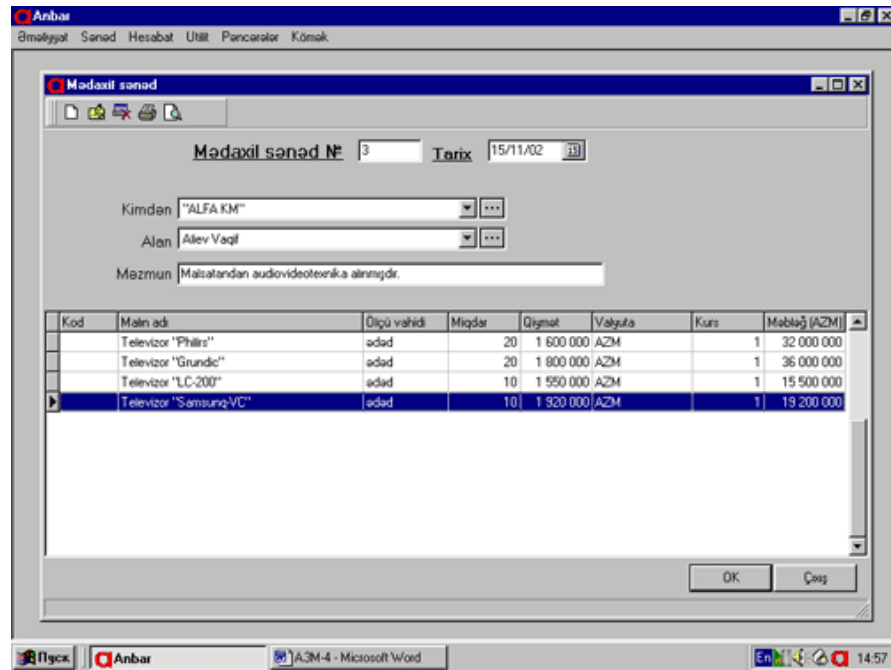 Anbar
Əməliyyat Sənəd Hesabat Utilit Pəncərələr Kömək
Mədaxil sənəd
Mədaxil sənəd № 3 Tarix 15/11/02
Kimdən "ALFA KM"
Alan Aliev Vaqif
Məzmun Malsatandan audiovideotexnika alınmışdır.
Kod Malın adı Ölçü vahidi Miqdar Qiymət Valyuta Kurs Məbləğ (AZM)
Televizor "Philirs" ədəd 20 1 600 000 AZM 1 32 000 000
Televizor "Grundic" ədəd 20 1 800 000 AZM 1 36 000 000
Televizor "LC-200" ədəd 10 1 550 000 AZM 1 15 500 000
Televizor "Samsung-VC" ədəd 10 1 920 000 AZM 1 19 200 000
OK
Пуск Anbar АЗМ-4 - Microsoft Word En 14:57